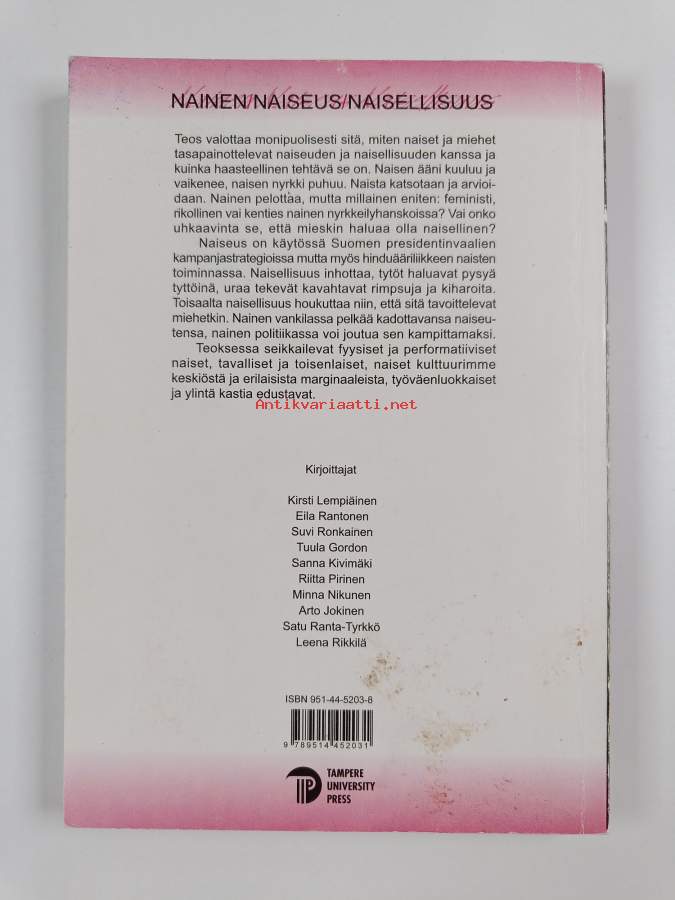 NAINEN/NAISEUS/NAISELLISUUS
Teos valottaa monipuolisesti sitä, miten naiset ja miehet
tasapainottelevat naiseuden ja naisellisuuden kanssa ja
kuinka haasteellinen tehtävä se on. Naisen ääni kuuluu ja
vaikenee, naisen nyrkki puhuu. Naista katsotaan ja arvioi-
daan. Nainen pelottaa, mutta millainen eniten: feministi,
rikollinen vai kenties nainen nyrkkeilyhanskoissa? Vai onko
uhkaavinta se, että mieskin haluaa olla naisellinen?
Naiseus on käytössä Suomen presidentinvaalien
kampanjastrategioissa mutta myös hinduääriliikkeen naisten
toiminnassa. Naisellisuus inhottaa, tytöt haluavat pysyä
tyttöinä, uraa tekevät kavahtavat rimpsuja ja kiharoita.
Toisaalta naisellisuus houkuttaa niin, että sitä tavoittelevat
miehetkin. Nainen vankilassa pelkää kadottavansa naiseu-
tensa, nainen politiikassa voi joutua sen kampittamaksi.
Teoksessa seikkailevat fyysiset ja performatiiviset
naiset, tavalliset ja toisenlaiset, naiset kulttuurimme
keskiöstä ja erilaisista marginaaleista, työväenluokkaiset
ja ylintä kastia edustavat.
Antikvariaatti.net
Kirjoittajat
Kirsti Lempiäinen
Eila Rantonen
Suvi Ronkainen
Tuula Gordon
Sanna Kivimäki
Riitta Pirinen
Minna Nikunen
Arto Jokinen
Satu Ranta-Tyrkkö
Leena Rikkilä
ISBN 951-44-5203-8
9 789514 452031
TAMPERE
UNIVERSITY
PRESS